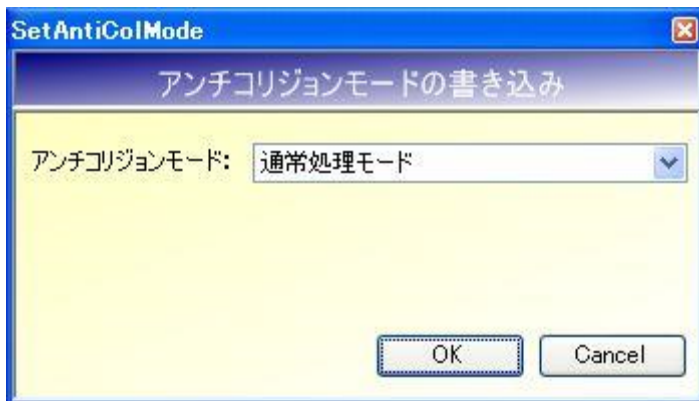 SetAntiColMode
アンチコリジョンモードの書き込み
アンチコリジョンモード: 通常処理モード
OK Cancel